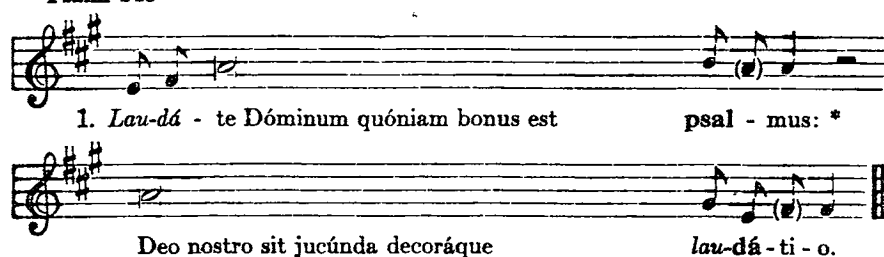 1. Lau-dá - te Dóminum quóniam bonus est psal - mus: *
Deo nostro sit jucúnda decoráque lau-dá - ti - o.